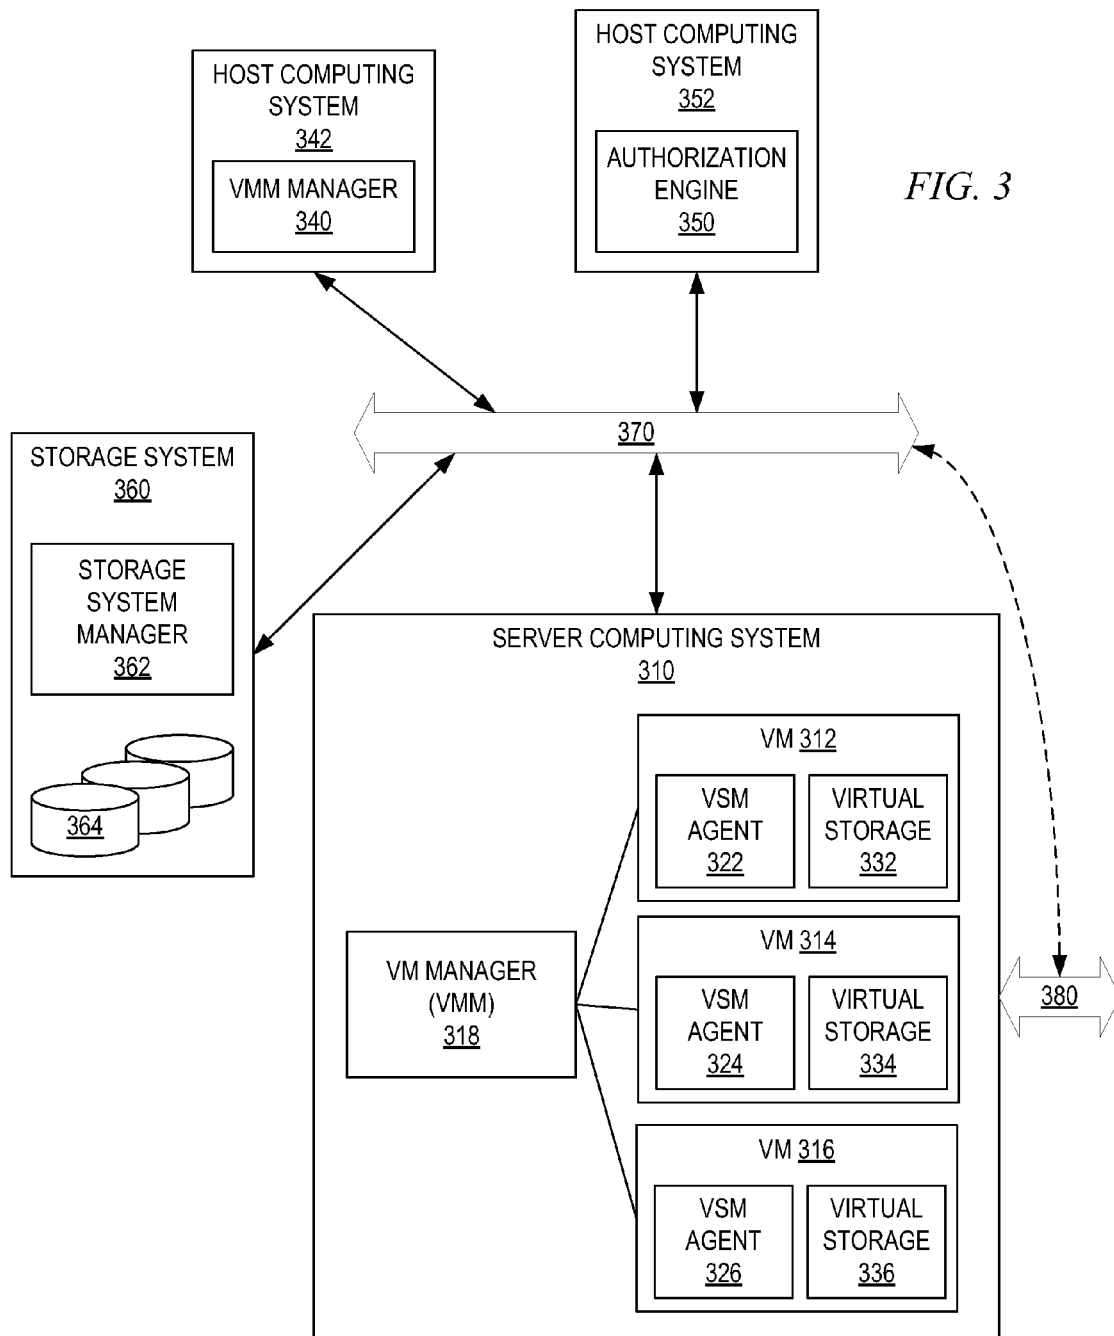 HOST COMPUTING
SYSTEM
342
VMM MANAGER
340
HOST COMPUTING
SYSTEM
352
AUTHORIZATION
ENGINE
350
FIG. 3
370
STORAGE SYSTEM
360
STORAGE
SYSTEM
MANAGER
362
364
SERVER COMPUTING SYSTEM
310
VM 312
VSM
AGENT
322
VIRTUAL
STORAGE
332
VM MANAGER
(VMM)
318
VM 314
VSM
AGENT
324
VIRTUAL
STORAGE
334
380
VM 316
VSM
AGENT
326
VIRTUAL
STORAGE
336